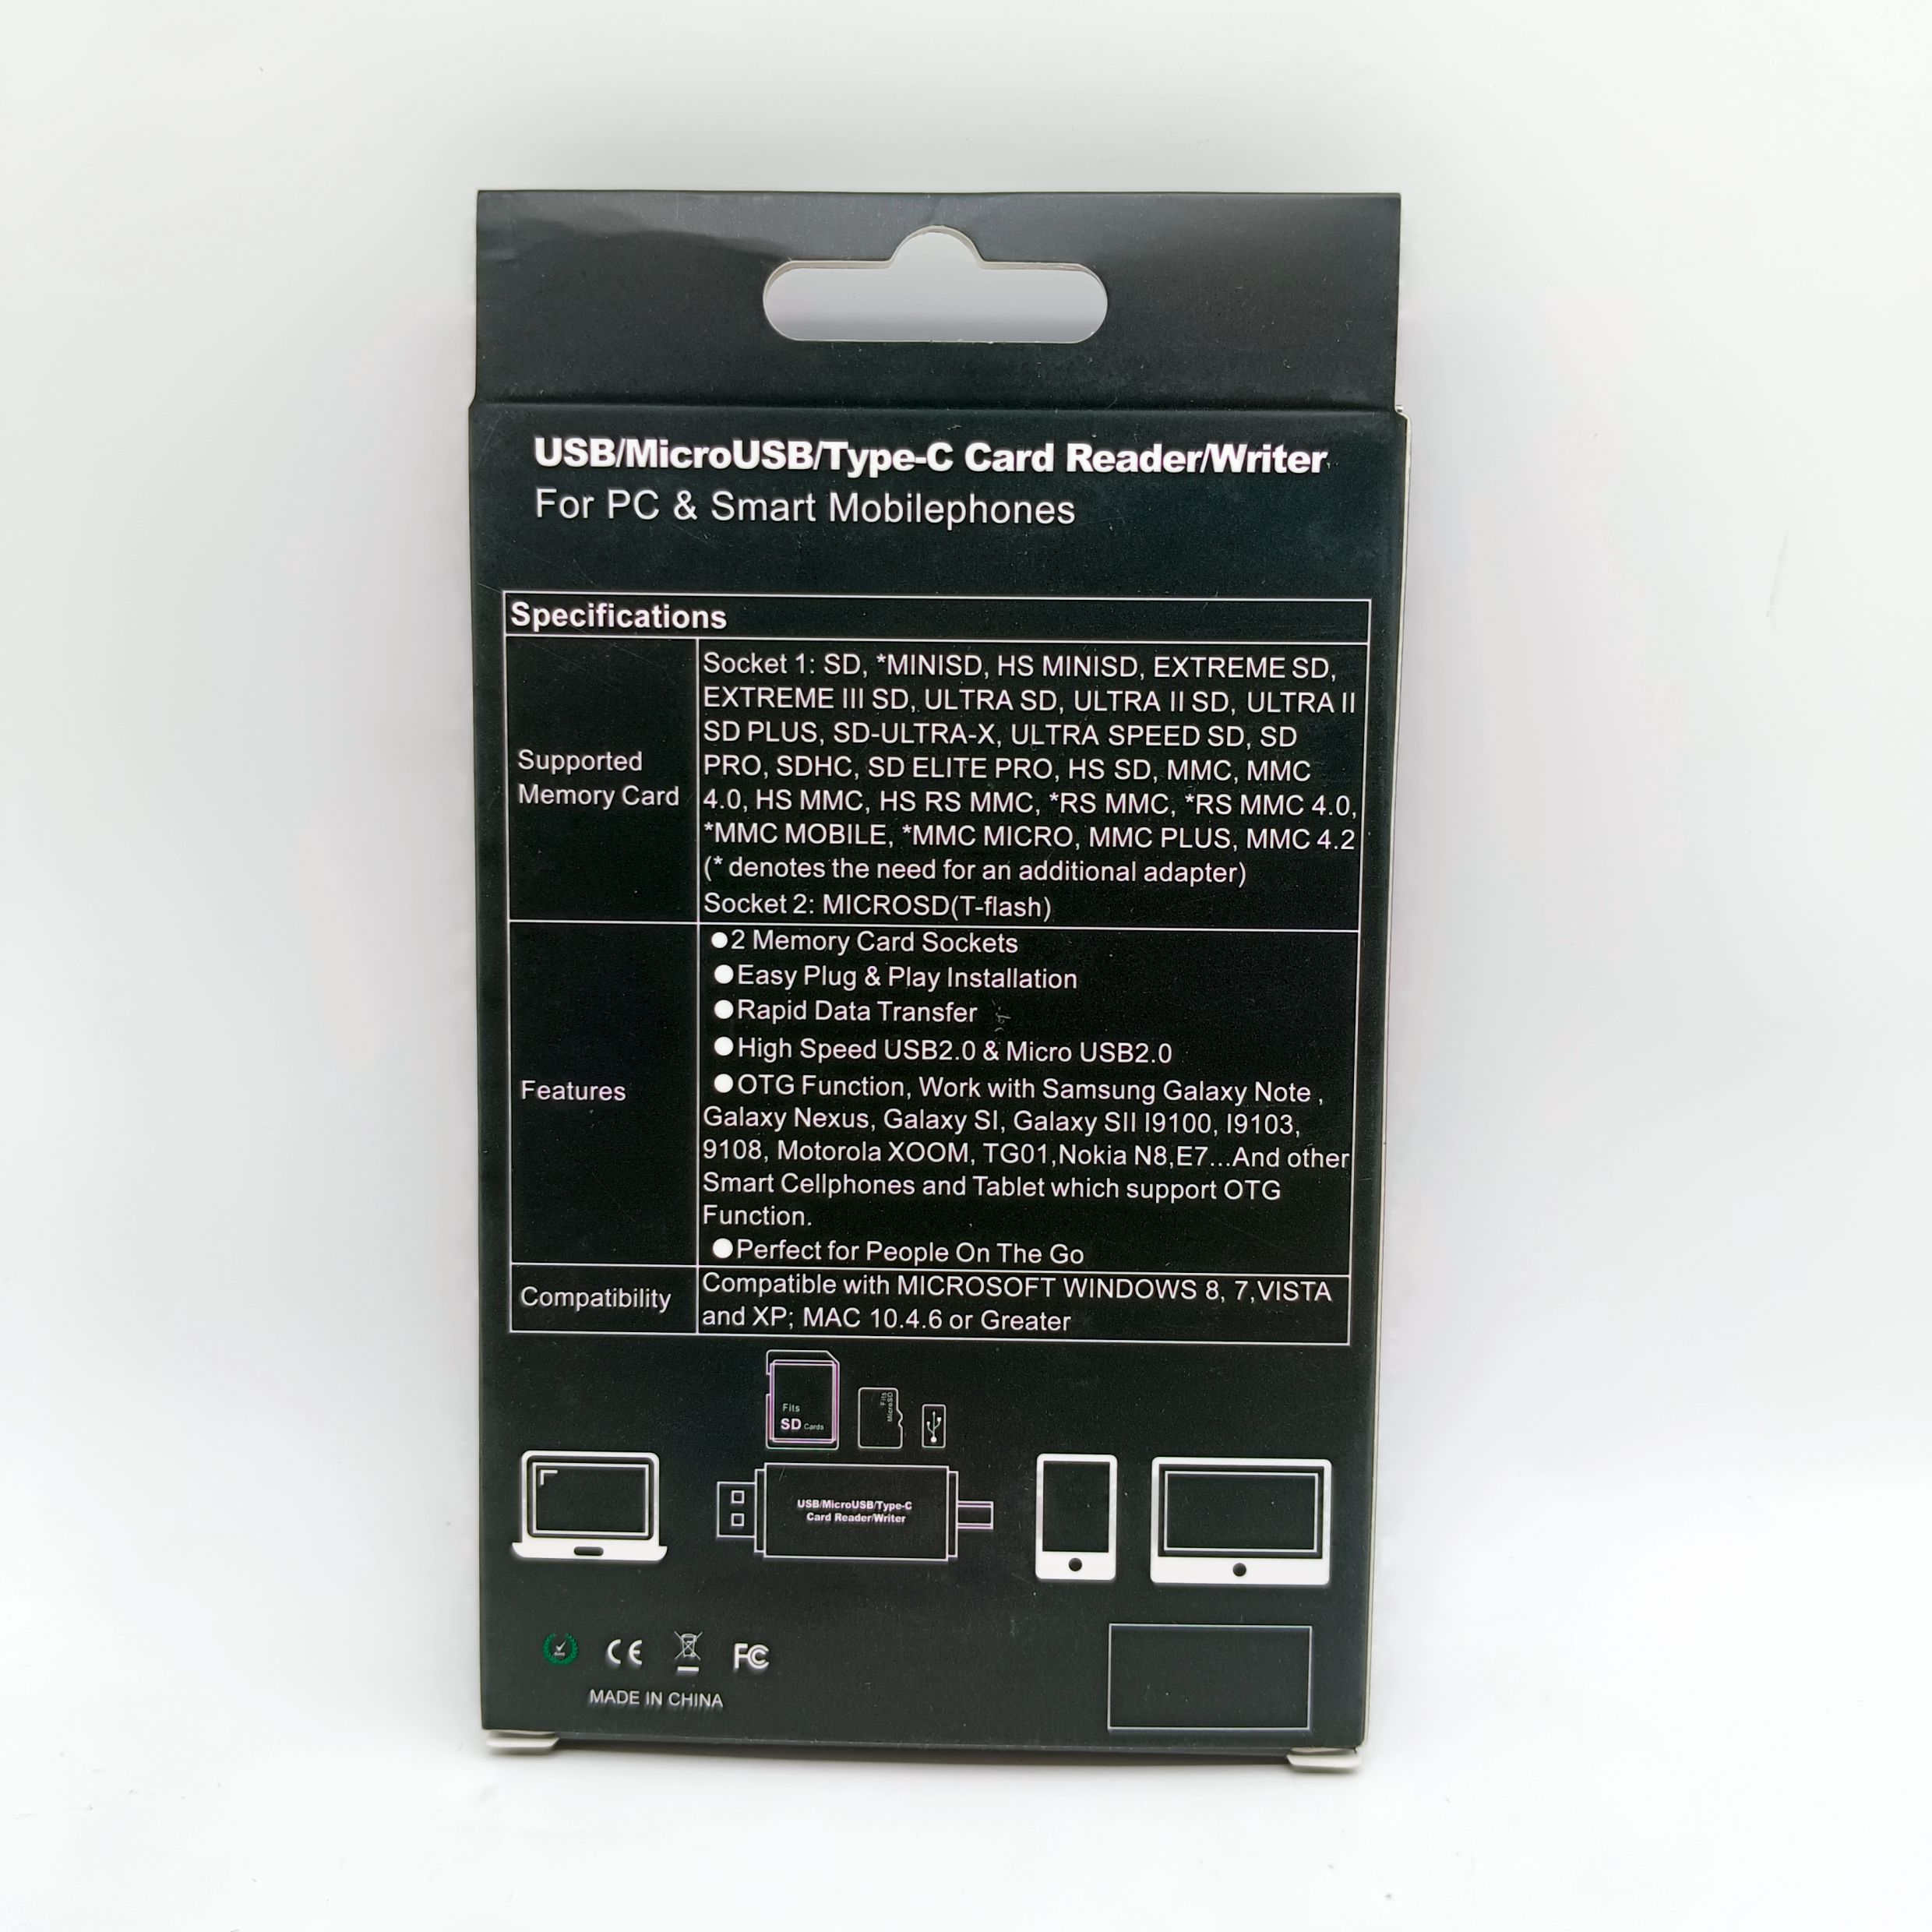 USB/MicroUSB/Type-C Card Reader/Writer
For PC & Smart Mobilephones
Specifications
Supported
Memory Card
Socket 1: SD, *MINISD, HS MINISD, EXTREME SD,
EXTREME III SD, ULTRA SD, ULTRA II SD, ULTRA II
SD PLUS, SD-ULTRA-X, ULTRA SPEED SD, SD
PRO, SDHC, SD ELITE PRO, HS SD, MMC, MMC
4.0, HS MMC, HS RS MMC, *RS MMC, *RS MMC 4.0,
*MMC MOBILE, *MMC MICRO, MMC PLUS, MMC 4.2
(* denotes the need for an additional adapter)
Socket 2: MICROSD(T-flash)
Features
●2 Memory Card Sockets
●Easy Plug & Play Installation
●Rapid Data Transfer
●High Speed USB2.0 & Micro USB2.0
●OTG Function, Work with Samsung Galaxy Note ,
Galaxy Nexus, Galaxy SI, Galaxy SII I9100, I9103,
9108, Motorola XOOM, TG01,Nokia N8,E7...And other
Smart Cellphones and Tablet which support OTG
Function.
●Perfect for People On The Go
Compatibility
Compatible with MICROSOFT WINDOWS 8, 7,VISTA
and XP; MAC 10.4.6 or Greater
Fits
SD Cards
Fits
MicroSD
USB/MicroUSB/Type-C
Card Reader/Writer
CE
FC
MADE IN CHINA